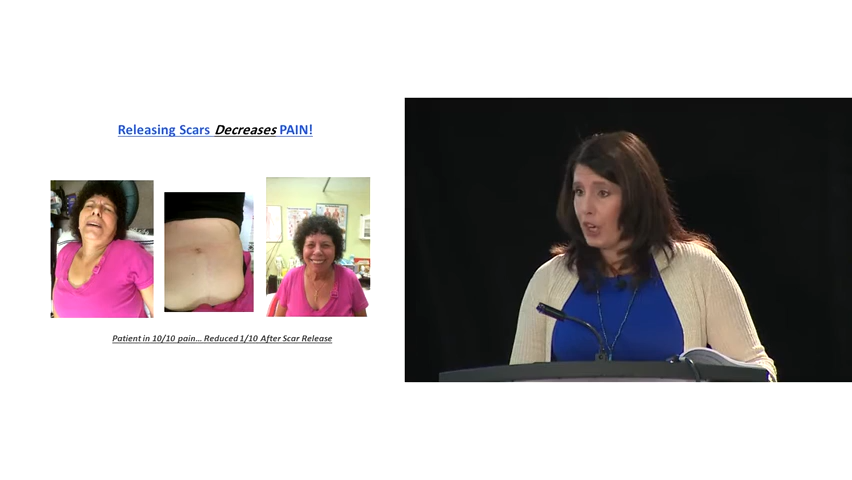 Releasing Scars Decreases PAIN!
Patient in 10/10 pain... Reduced 1/10 After Scar Release